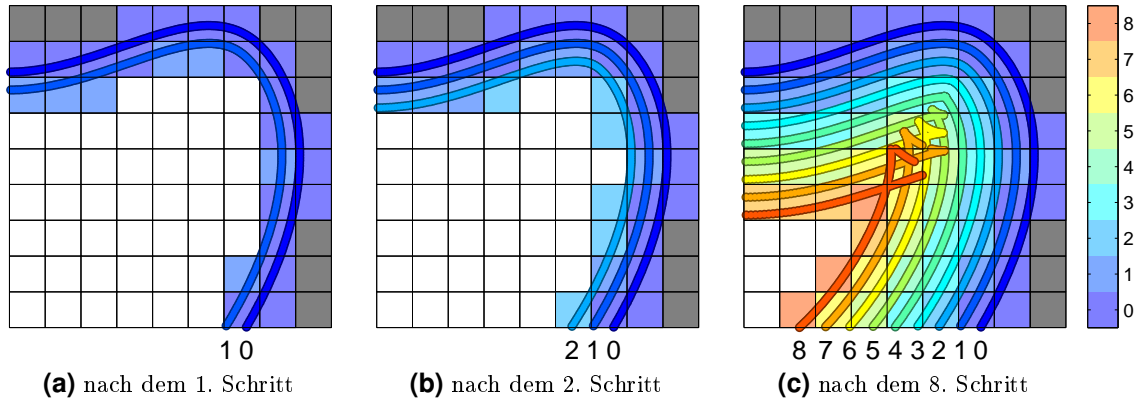 8
7
6
5
4
3
2
1
0
1 0
2 1 0
8 7 6 5 4 3 2 1 0
(a) nach dem 1. Schritt
(b) nach dem 2. Schritt
(c) nach dem 8. Schritt